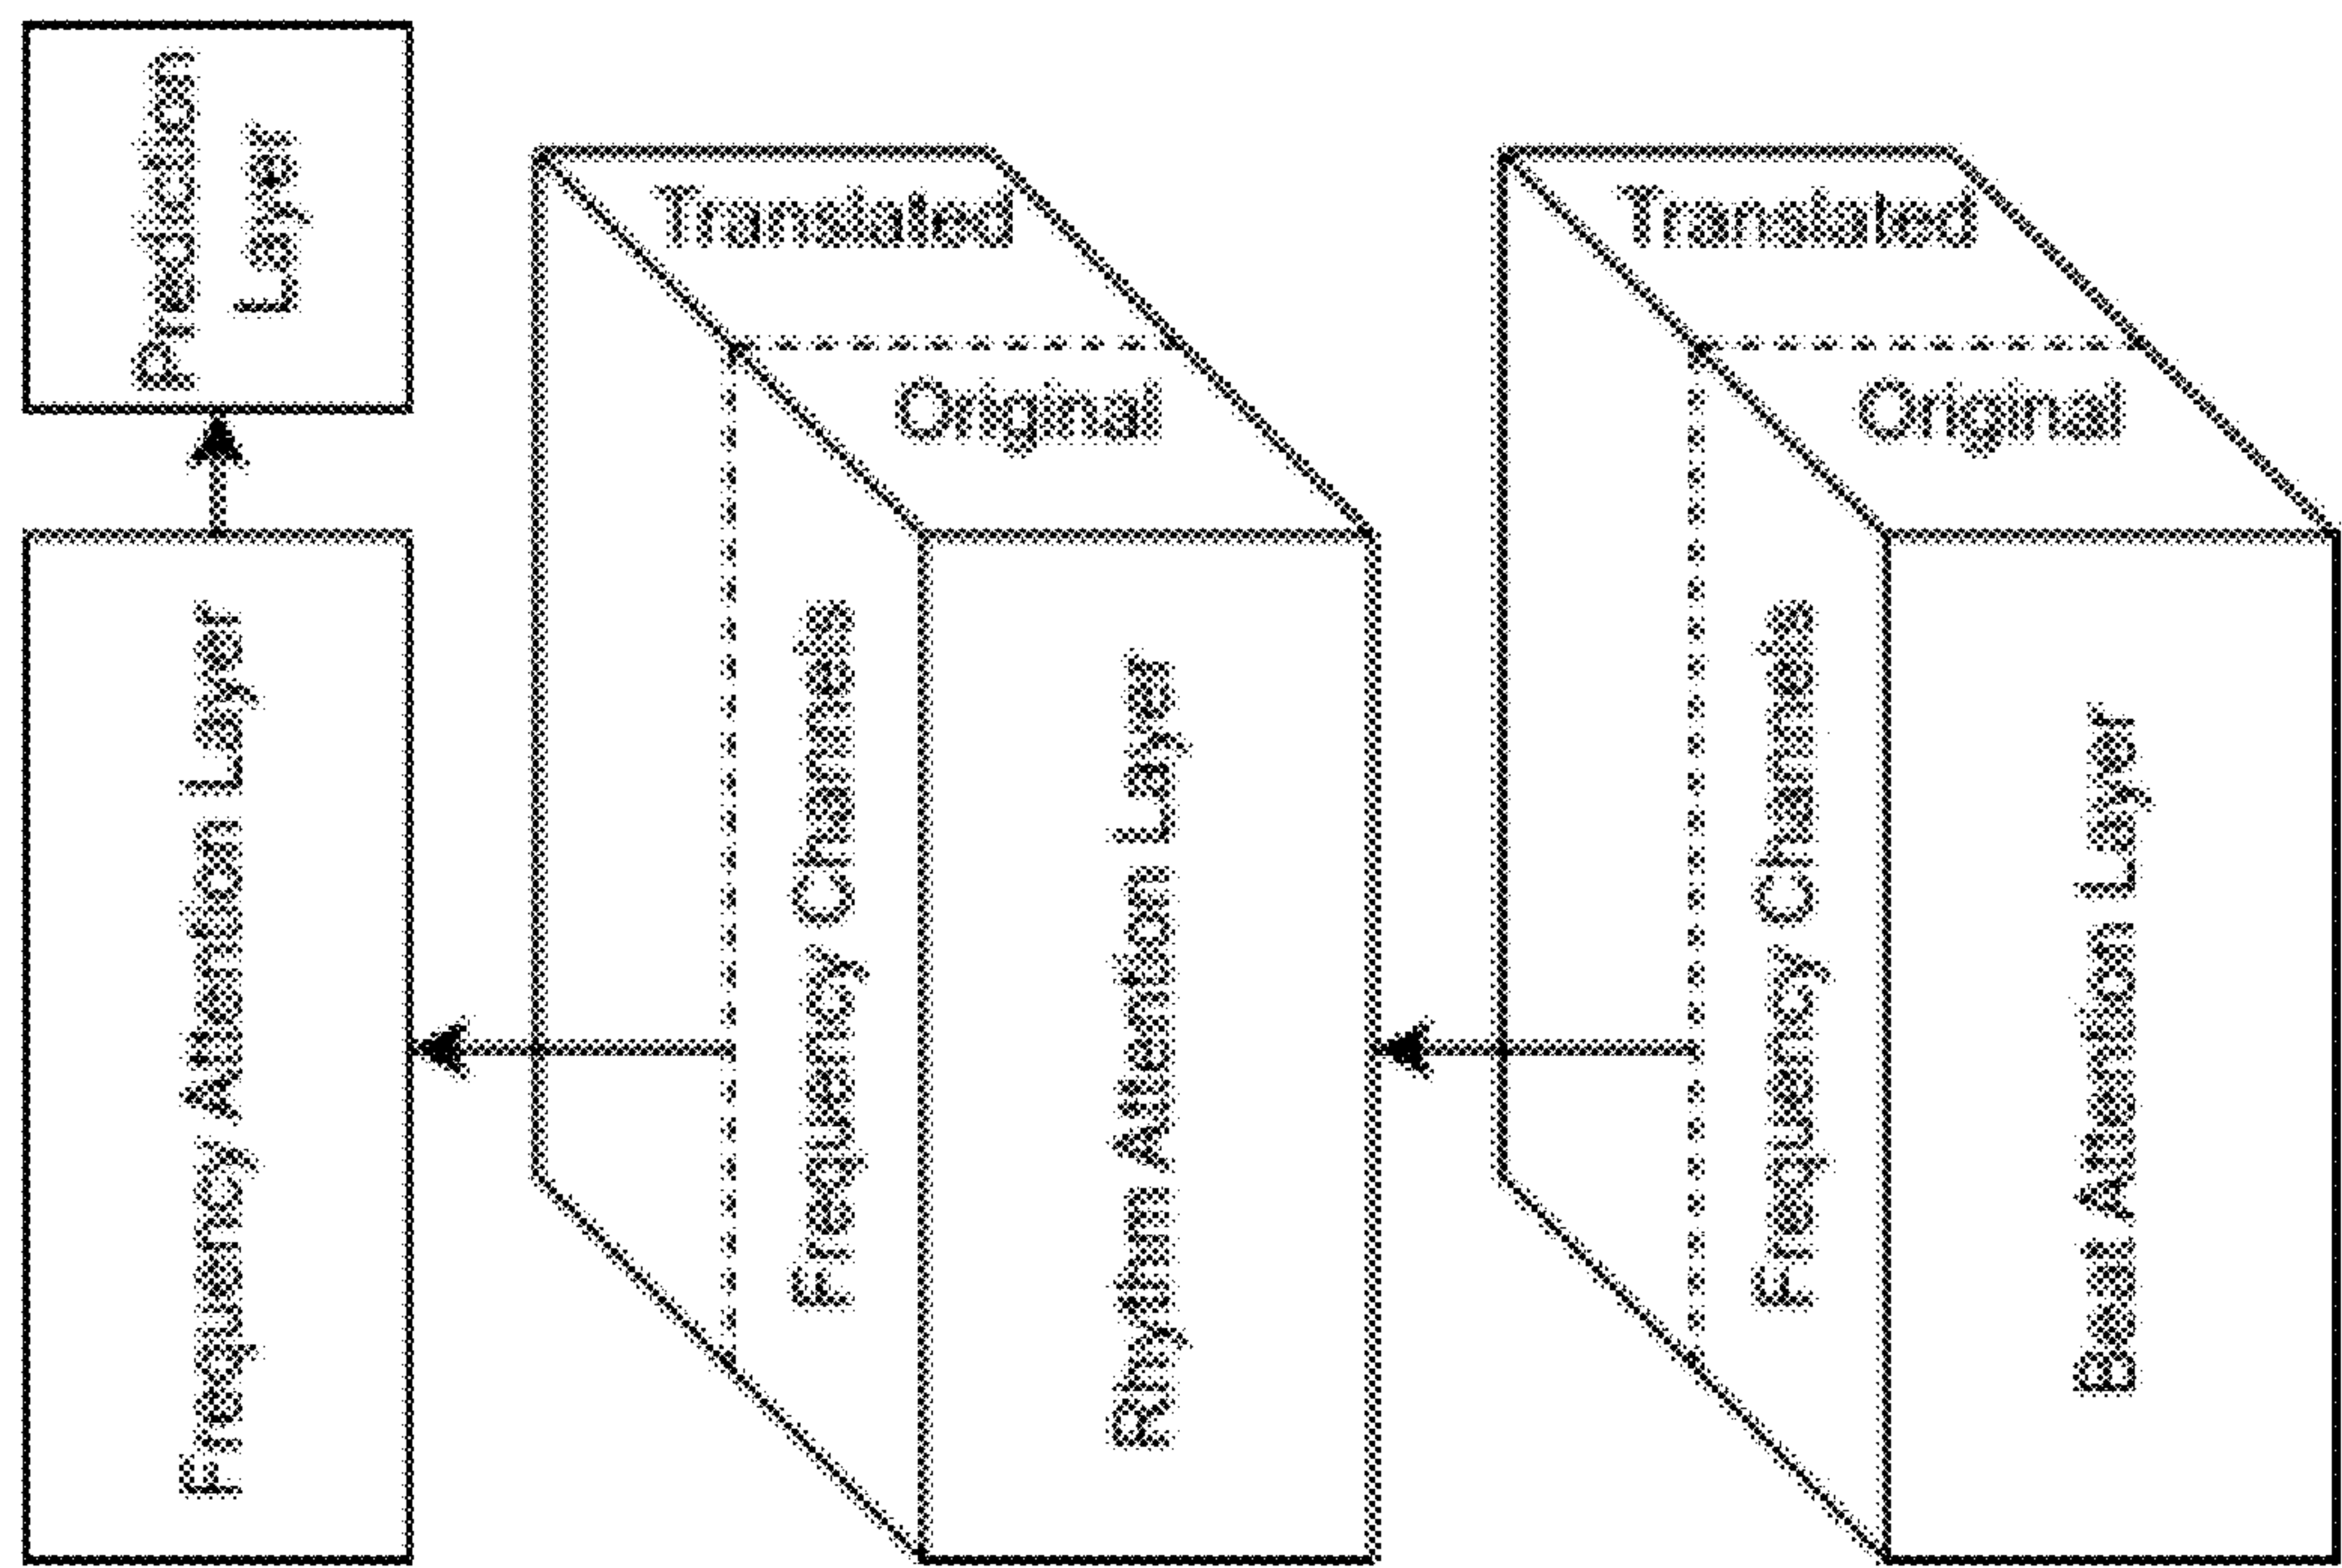 Prediction
Layer
Frequency Attention Layer
Translated
Original
Frequency Channels
Rhythm Attention Layer
Translated
Original
Frequency Channels
Beat Attention Layer